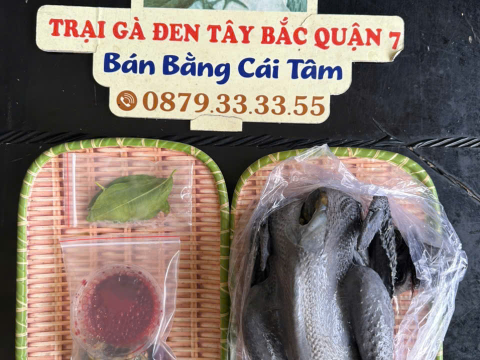 TRẠI GÀ ĐEN TÂY BẮC QUẬN 7
Bán Bằng Cái Tâm
0879.33.33.55